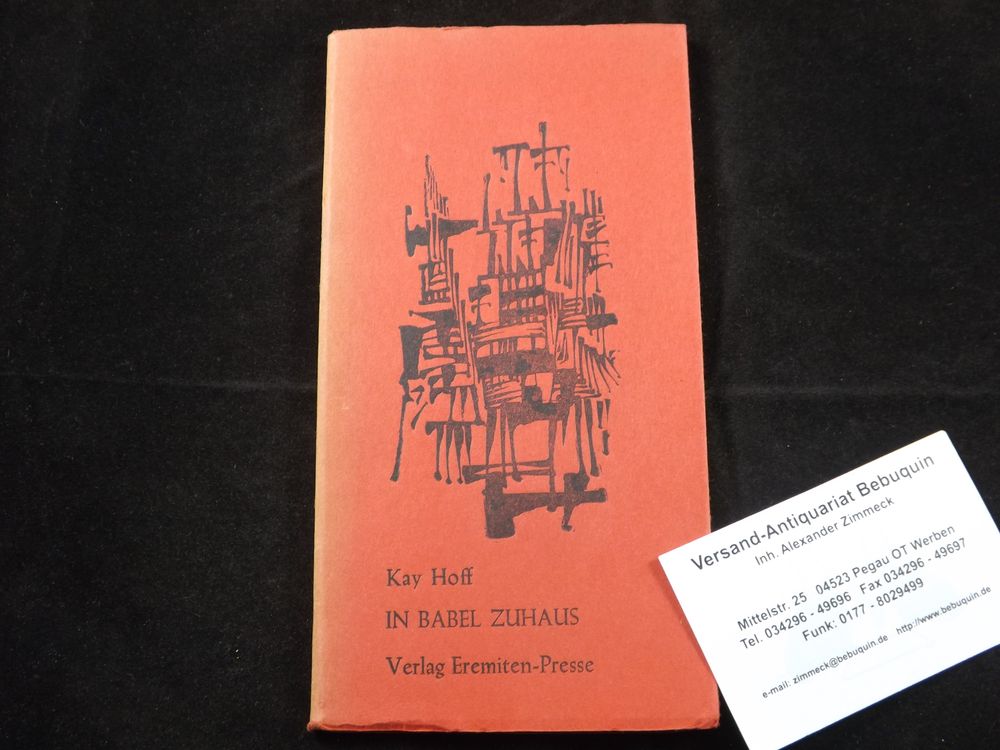 Kay Hoff
IN BABEL ZUHAUS
Verlag Eremiten-Presse
Versand-Antiquariat Bebuquin
Inh. Alexander Zimmeck
Mittelstr. 25 04523 Pegau OT Werben
Tel. 034296 - 49696 Fax 034296 - 49697
Funk: 0177 - 8029499
e-mail: zimmeck@bebuquin.de http://www.bebuquin.de